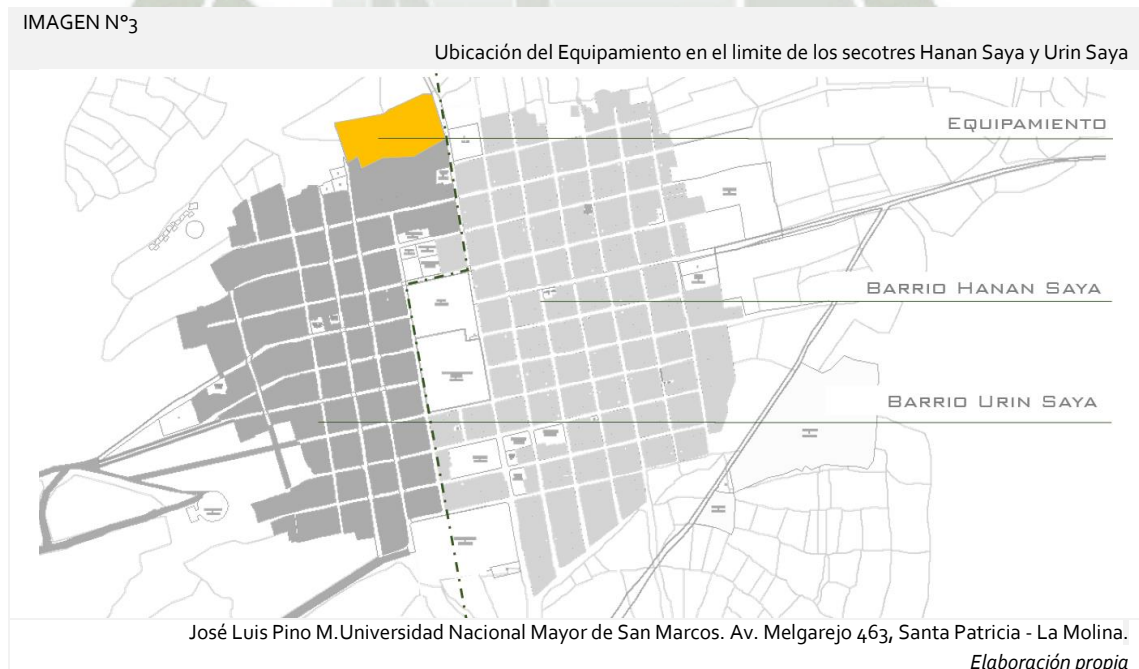 IMAGEN N°3
Ubicación del Equipamiento en el limite de los secotres Hanan Saya y Urin Saya
EQUIPAMIENTO
BARRIO HANAN SAYA
BARRIO URIN SAYA
José Luis Pino M.Universidad Nacional Mayor de San Marcos. Av. Melgarejo 463, Santa Patricia - La Molina.
Elaboración propia